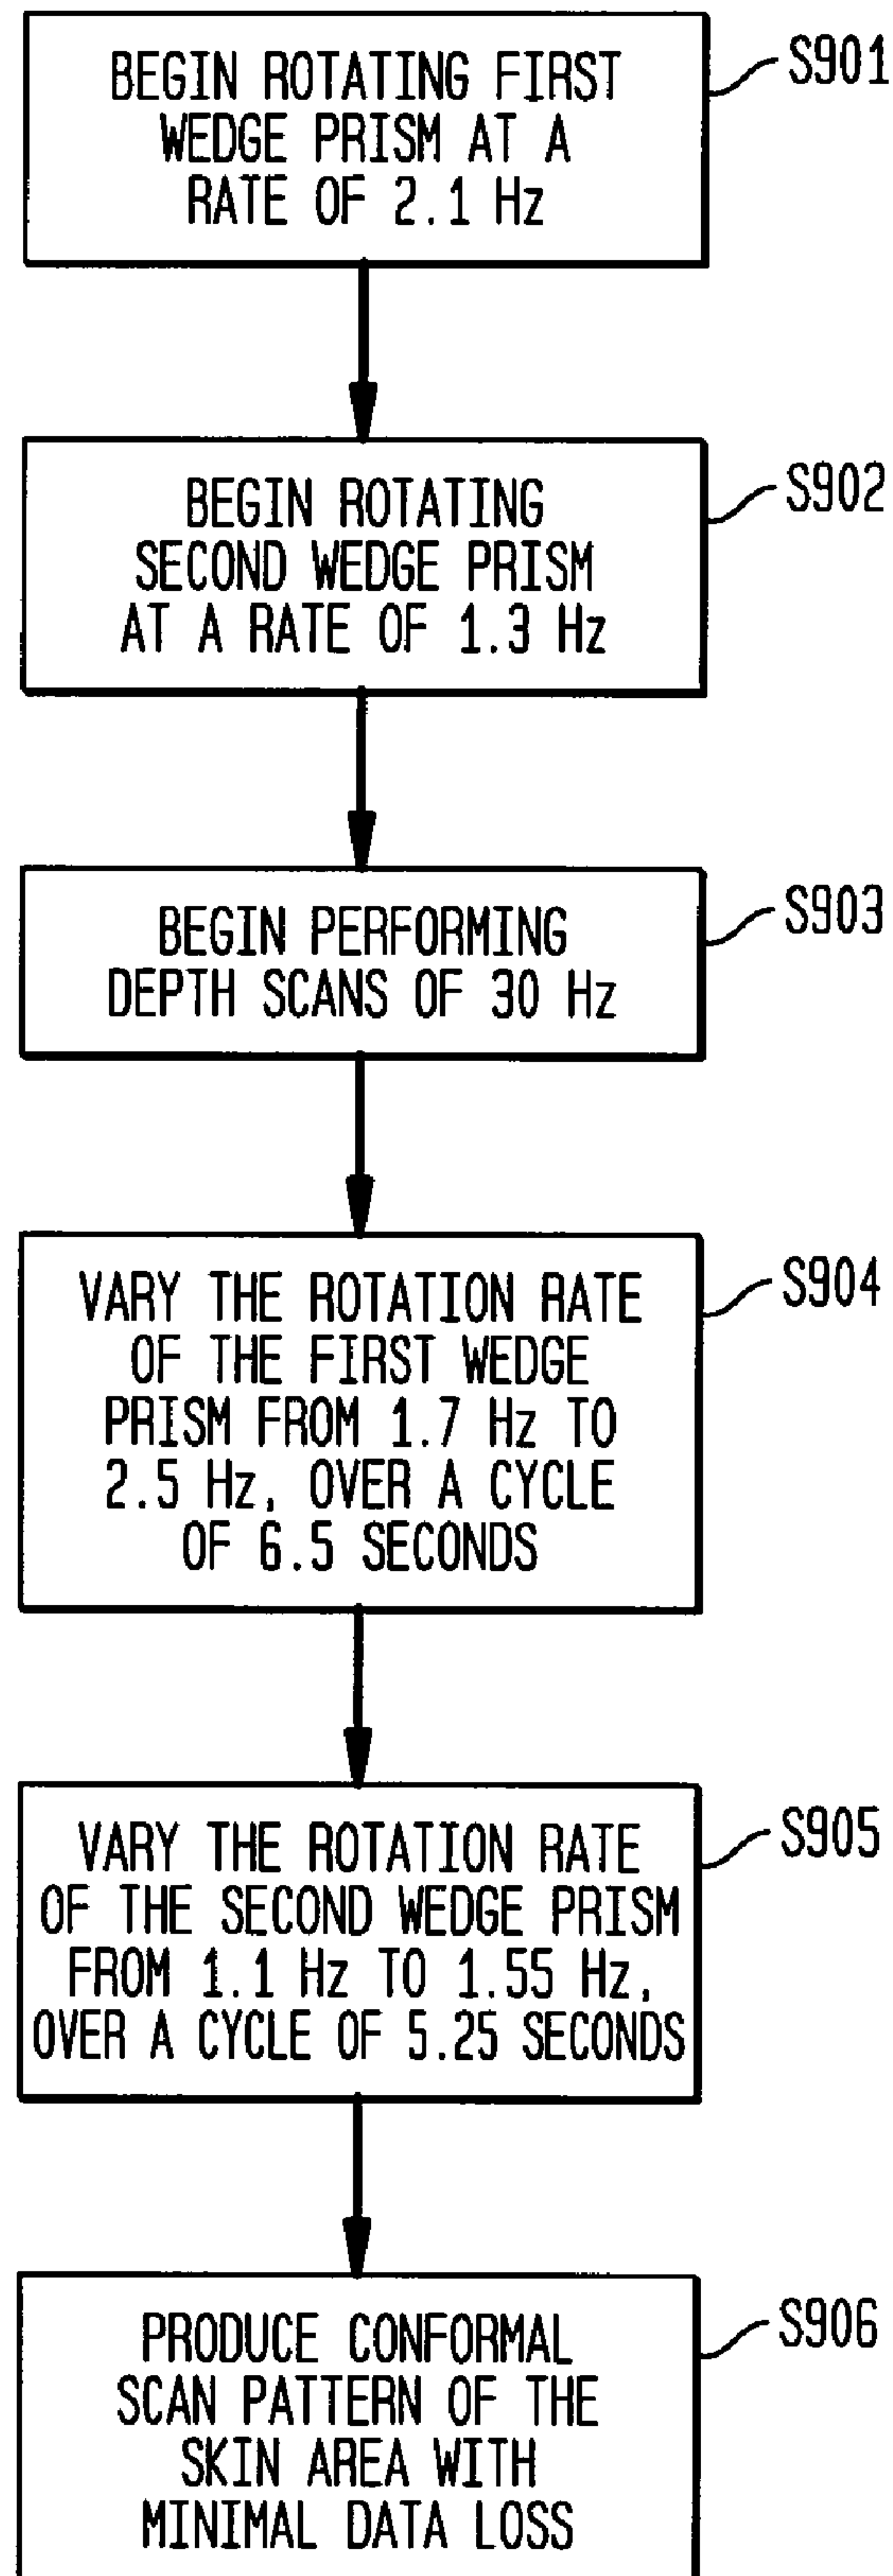 BEGIN ROTATING FIRST
WEDGE PRISM AT A
RATE OF 2.1 Hz
S901
BEGIN ROTATING
SECOND WEDGE PRISM
AT A RATE OF 1.3 Hz
S902
BEGIN PERFORMING
DEPTH SCANS OF 30 Hz
S903
VARY THE ROTATION RATE
OF THE FIRST WEDGE
PRISM FROM 1.7 Hz TO
2.5 Hz, OVER A CYCLE
OF 6.5 SECONDS
S904
VARY THE ROTATION RATE
OF THE SECOND WEDGE PRISM
FROM 1.1 Hz TO 1.55 Hz,
OVER A CYCLE OF 5.25 SECONDS
S905
PRODUCE CONFORMAL
SCAN PATTERN OF THE
SKIN AREA WITH
MINIMAL DATA LOSS
S906